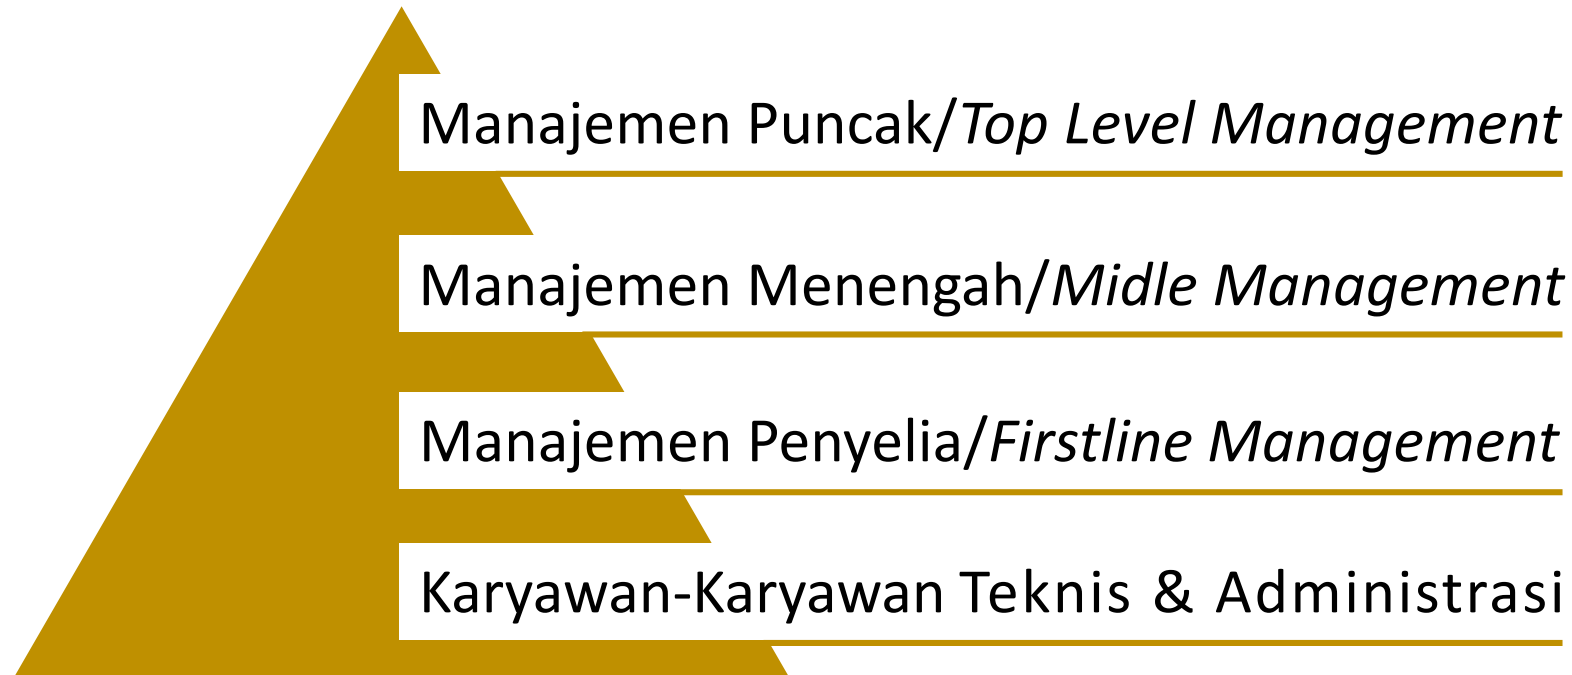 Manajemen Puncak/Top Level Management
Manajemen Menengah/Midle Management
Manajemen Penyelia/Firstline Management
Karyawan-Karyawan Teknis & Administrasi